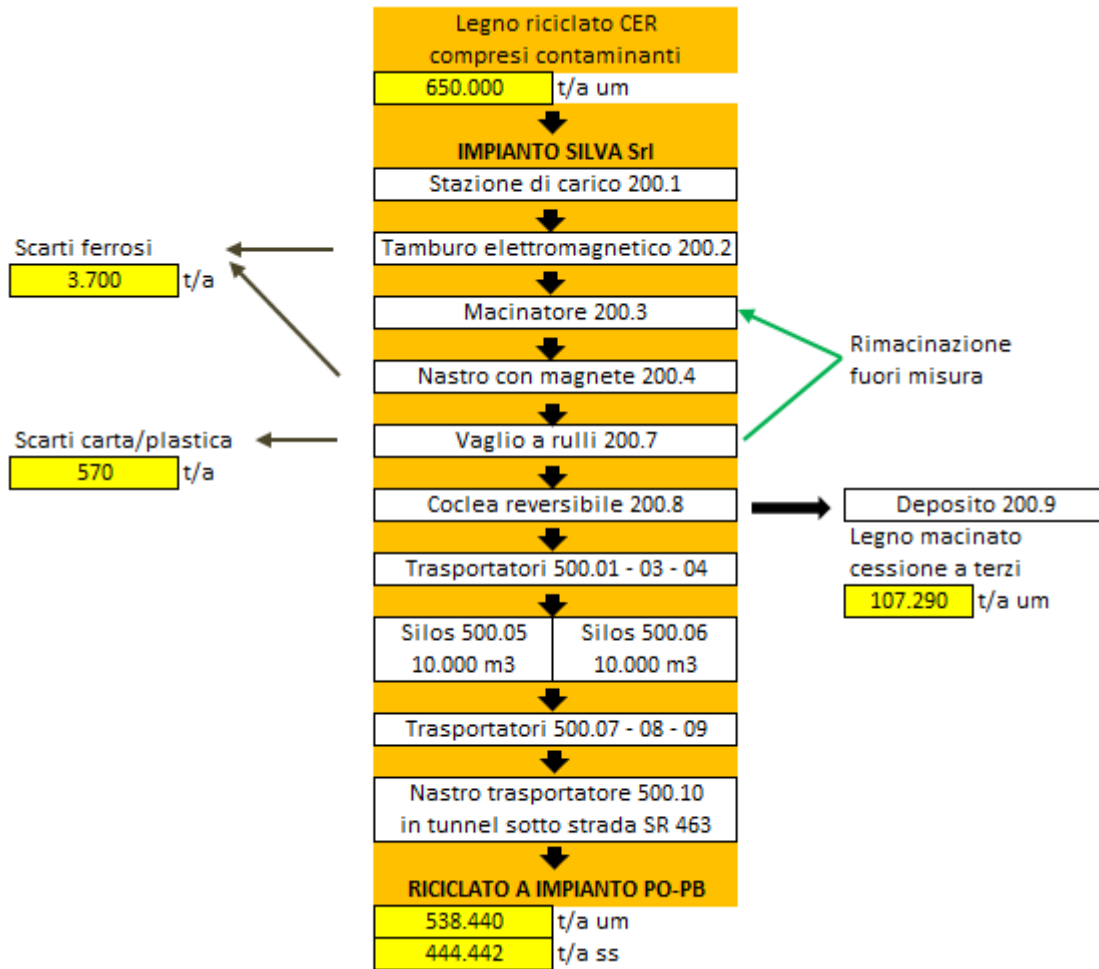 Legno riciclato CER
compresi contaminanti
650.000 t/a um
IMPIANTO SILVA Srl
Stazione di carico 200.1
Scarti ferrosi
3.700 t/a
Tamburo elettromagnetico 200.2
Macinatore 200.3
Rimacinazione
fuori misura
Nastro con magnete 200.4
Scarti carta/plastica
570 t/a
Vaglio a rulli 200.7
Coclea reversibile 200.8
Deposito 200.9
Legno macinato
cessione a terzi
107.290 t/a um
Trasportatori 500.01 - 03 - 04
Silos 500.05
10.000 m3
Silos 500.06
10.000 m3
Trasportatori 500.07 - 08 - 09
Nastro trasportatore 500.10
in tunnel sotto strada SR 463
RICICLATO A IMPIANTO PO-PB
538.440 t/a um
444.442 t/a ss